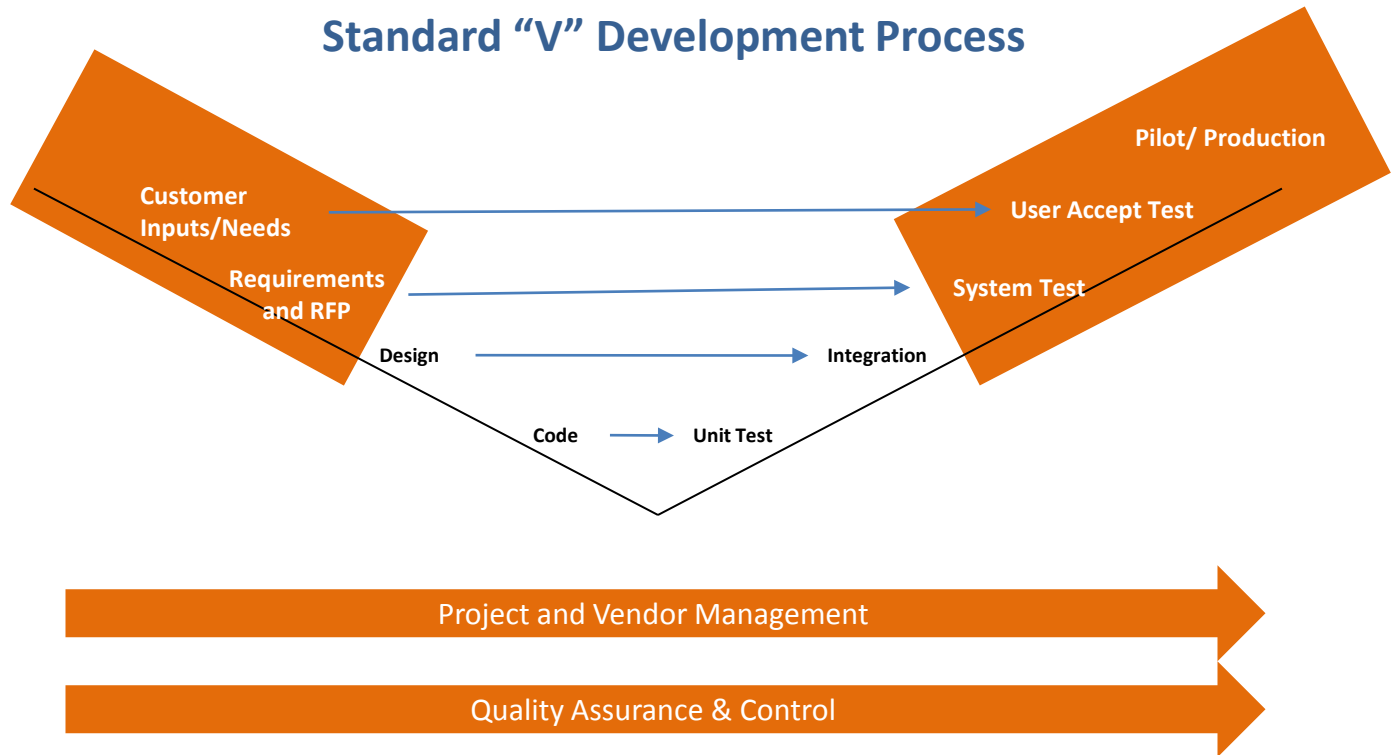 Standard “V” Development Process
Pilot/ Production
Customer
Inputs/Needs
User Accept Test
Requirements
and RFP
System Test
Design
Integration
Code
Unit Test
Project and Vendor Management
Quality Assurance & Control